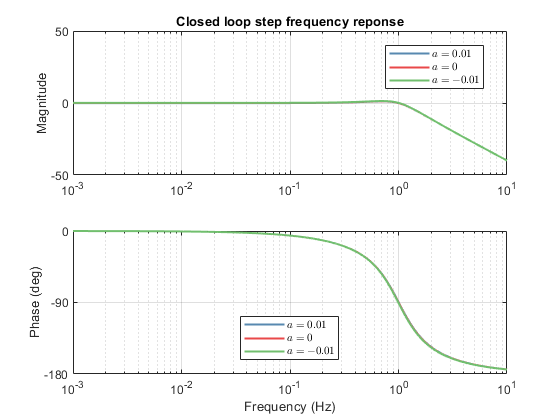 Closed loop step frequency reponse
50
0
-50
Magnitude
a = 0.01
a = 0
a = −0.01
10^-3
10^-2
10^-1
10^0
10^1
0
-90
-180
Phase (deg)
a = 0.01
a = 0
a = −0.01
10^-3
10^-2
10^-1
10^0
10^1
Frequency (Hz)